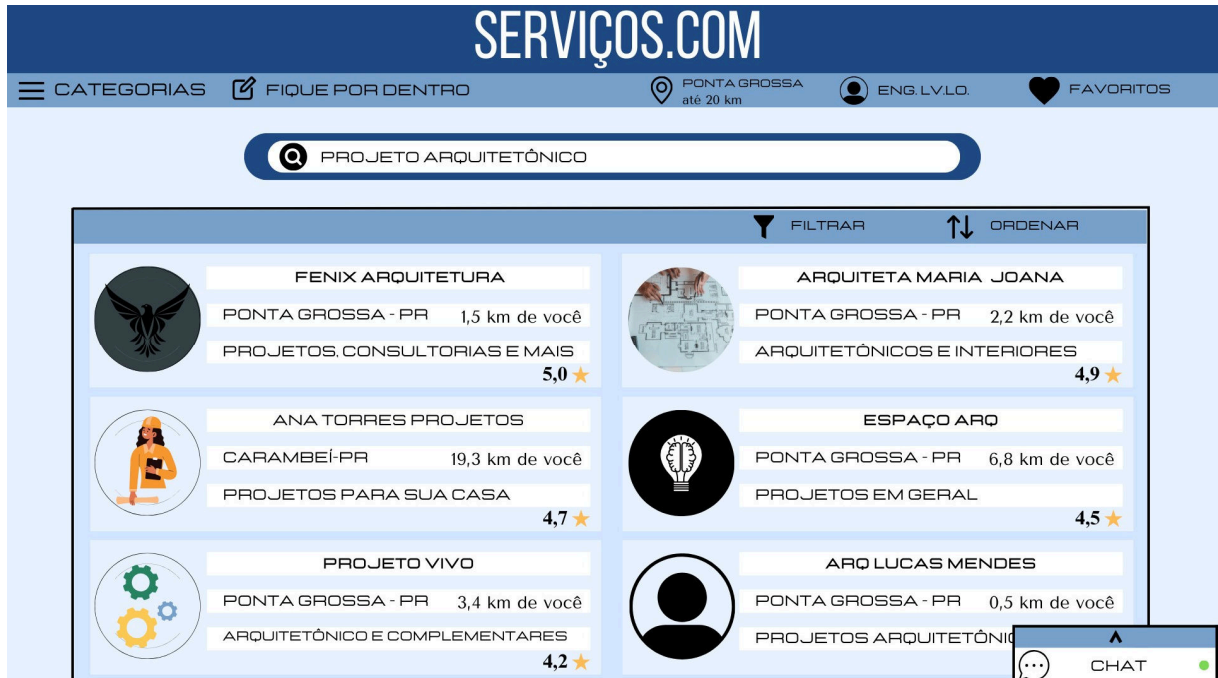 SERVIÇOS.COM
CATEGORIAS
FIQUE POR DENTRO
PONTA GROSSA
até 20 km
ENG. LV.LO.
FAVORITOS
PROJETO ARQUITETÔNICO
FILTRAR
ORDENAR
FENIX ARQUITETURA
PONTA GROSSA - PR 1,5 km de você
PROJETOS, CONSULTORIAS E MAIS
5,0
ARQUITETA MARIA JOANA
PONTA GROSSA - PR 2,2 km de você
ARQUITETÔNICOS E INTERIORES
4,9
ANA TORRES PROJETOS
CARAMBEÍ-PR 19,3 km de você
PROJETOS PARA SUA CASA
4,7
ESPAÇO ARQ
PONTA GROSSA - PR 6,8 km de você
PROJETOS EM GERAL
4,5
PROJETO VIVO
PONTA GROSSA - PR 3,4 km de você
ARQUITETÔNICO E COMPLEMENTARES
4,2
ARQ LUCAS MENDES
PONTA GROSSA - PR 0,5 km de você
PROJETOS
CHAT